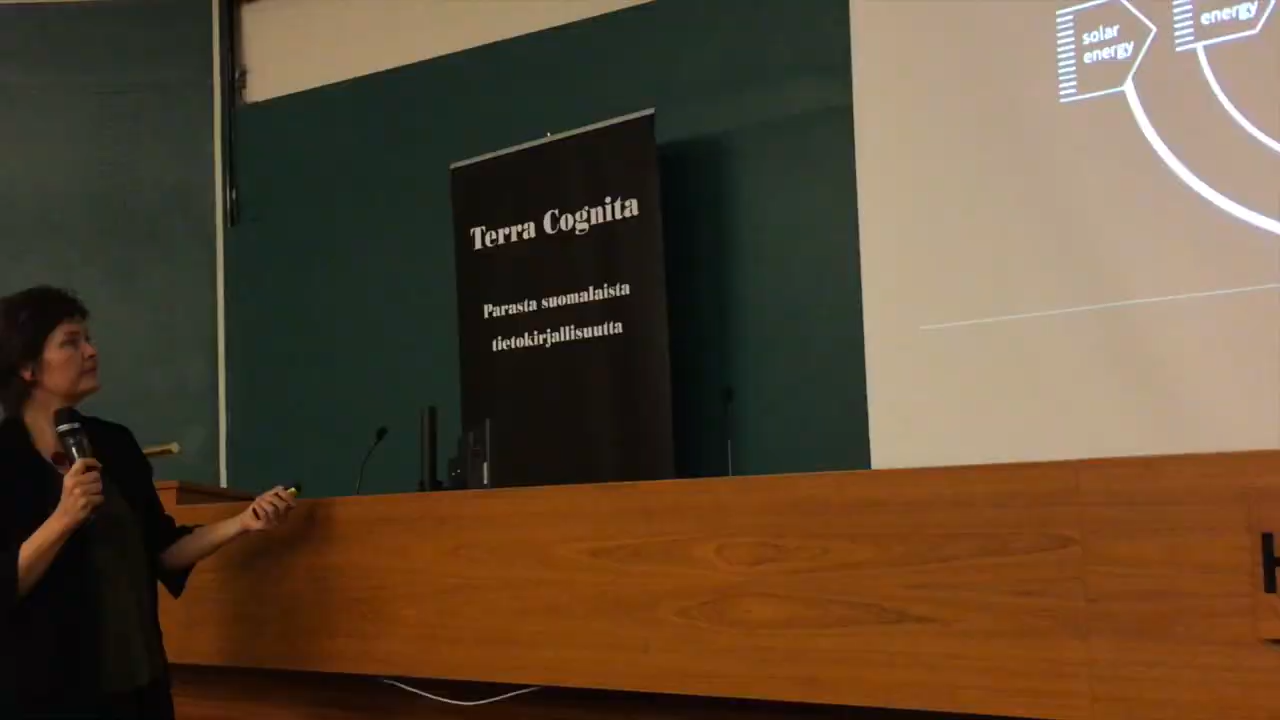 solar
energy
energy
Terra Cognita
Parasta suomalaista
tietokirjallisuutta
H